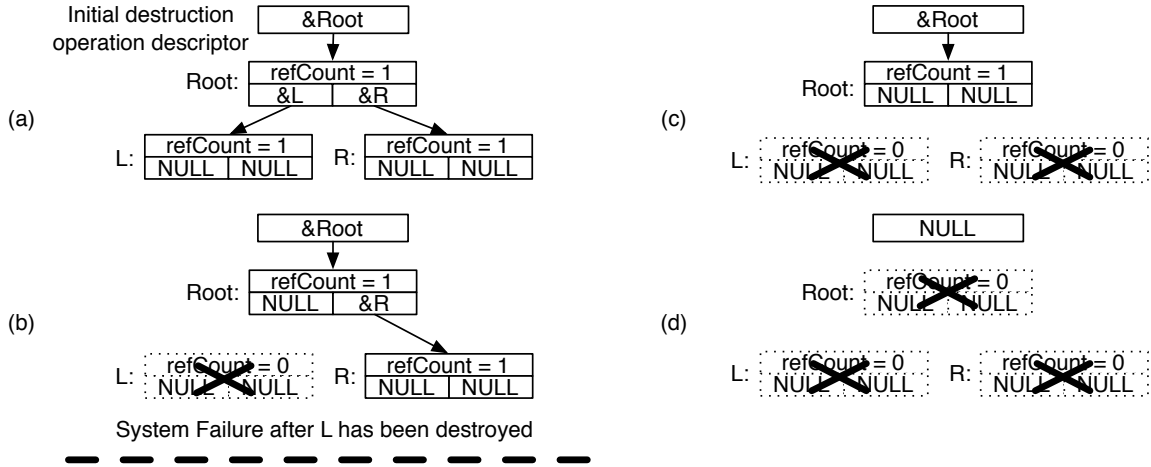 Initial destruction
operation descriptor
&Root
Root:
refCount = 1
&L &R
(a)
L:
refCount = 1
NULL NULL
R:
refCount = 1
NULL NULL
&Root
Root:
refCount = 1
NULL &R
(b)
L:
refCount = 0
NULL NULL
R:
refCount = 1
NULL NULL
System Failure after L has been destroyed
&Root
Root:
refCount = 1
NULL NULL
(c)
L:
refCount = 0
NULL NULL
R:
refCount = 0
NULL NULL
NULL
Root:
refCount = 0
NULL NULL
(d)
L:
refCount = 0
NULL NULL
R:
refCount = 0
NULL NULL